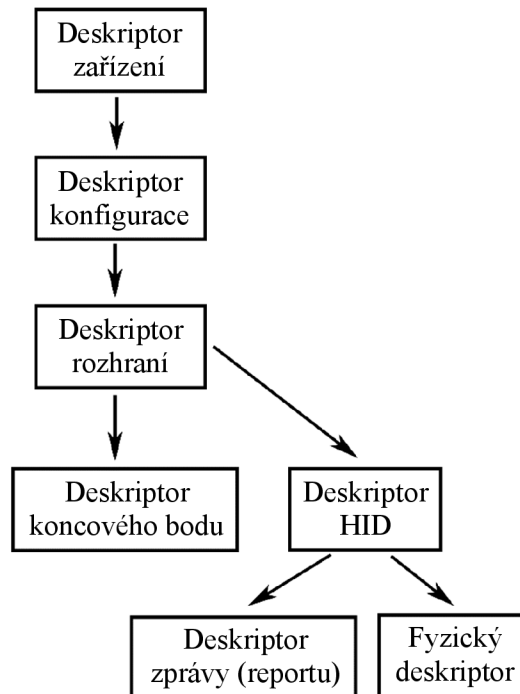 Deskriptor
zařízení
Deskriptor
konfigurace
Deskriptor
rozhraní
Deskriptor
koncového bodu
Deskriptor
HID
Deskriptor
zprávy (reportu)
Fyzický
deskriptor